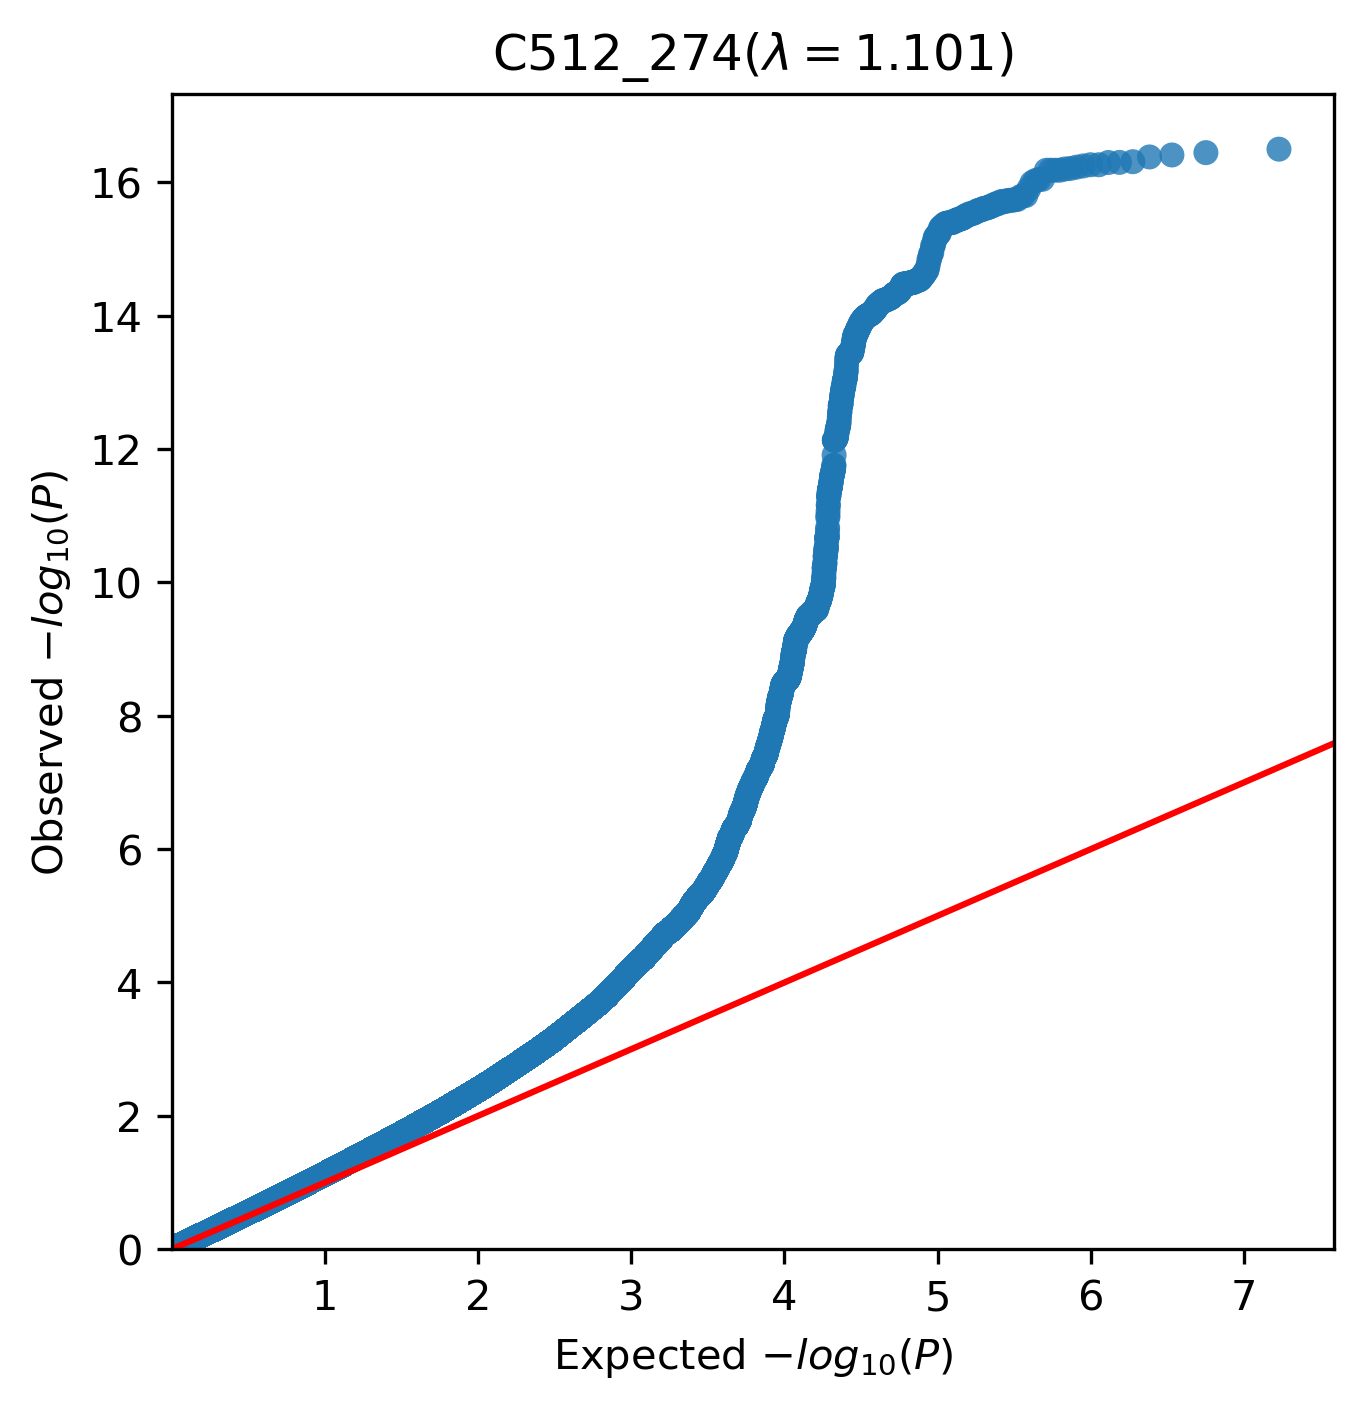 C512_274(λ = 1.101)
16
14
12
10
8
6
4
2
0
Observed −log₁₀(P)
1 2 3 4 5 6 7
Expected −log₁₀(P)